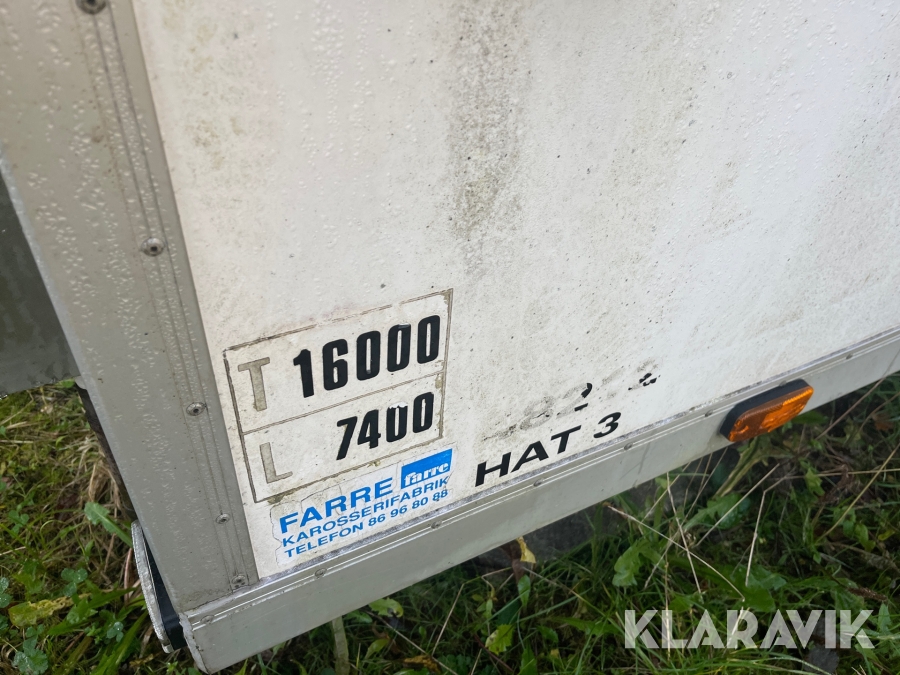 T 16000
L 7400
FARRE farre
KAROSSERIFABRIK
TELEFON 86 96 80 88
HAT 3
KLARAVIK